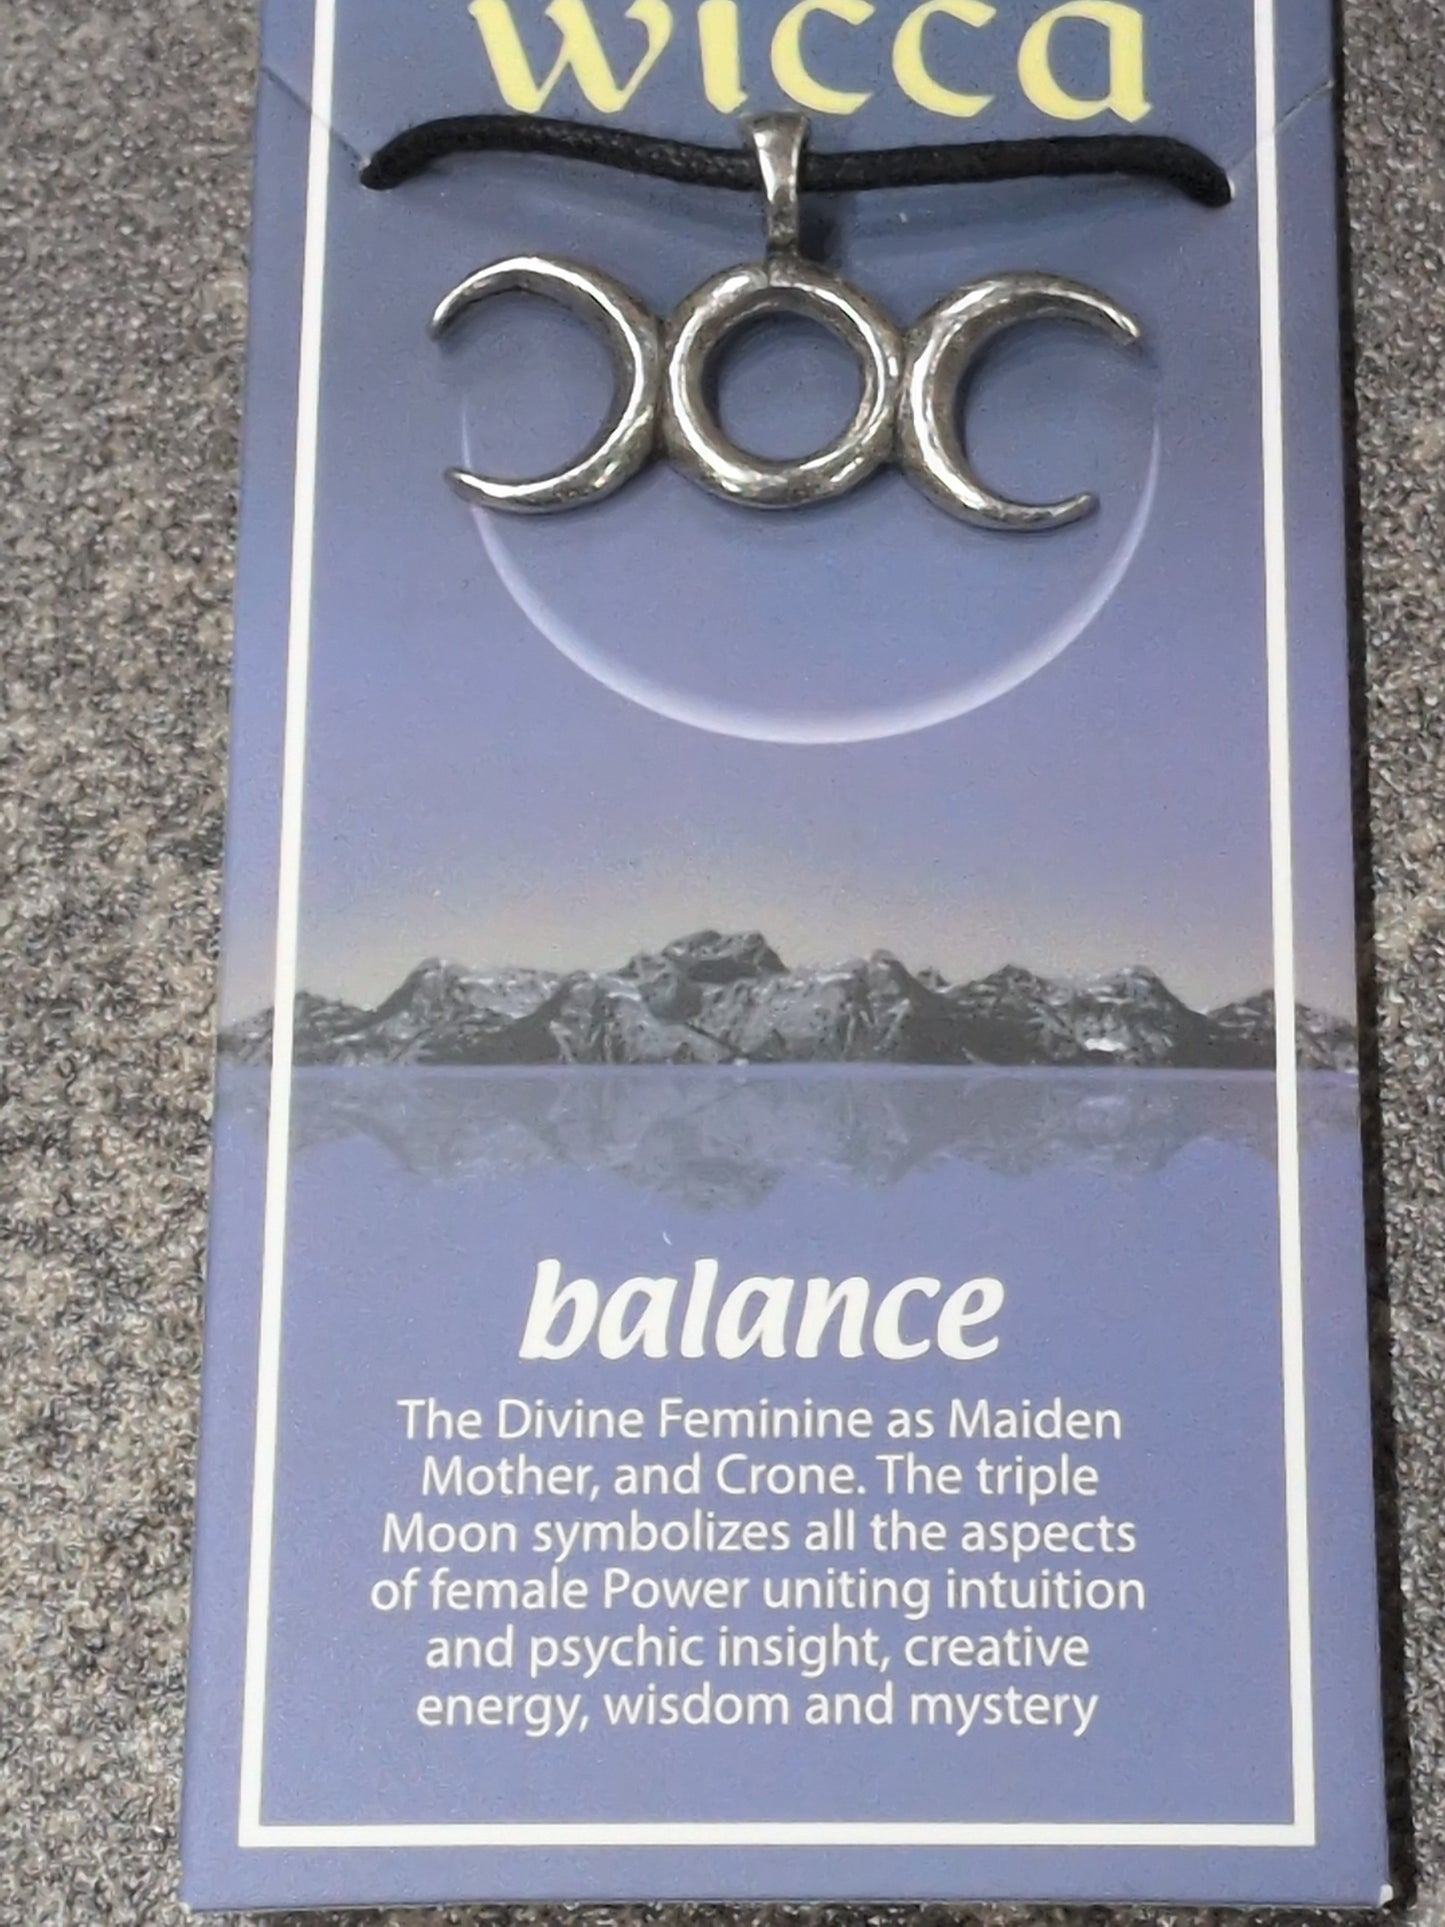 wicca
balance
The Divine Feminine as Maiden
Mother, and Crone. The triple
Moon symbolizes all the aspects
of female Power uniting intuition
and psychic insight, creative
energy, wisdom and mystery